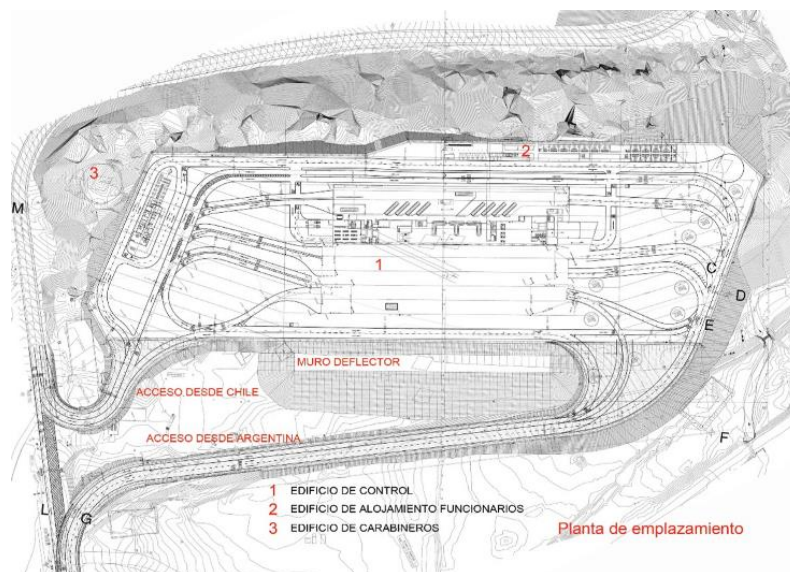 2
3
M
1
C
D
E
MURO DEFLECTOR
ACCESO DESDE CHILE
ACCESO DESDE ARGENTINA
F
L
G
1 EDIFICIO DE CONTROL
2 EDIFICIO DE ALOJAMIENTO FUNCIONARIOS
3 EDIFICIO DE CARABINEROS
Planta de emplazamiento